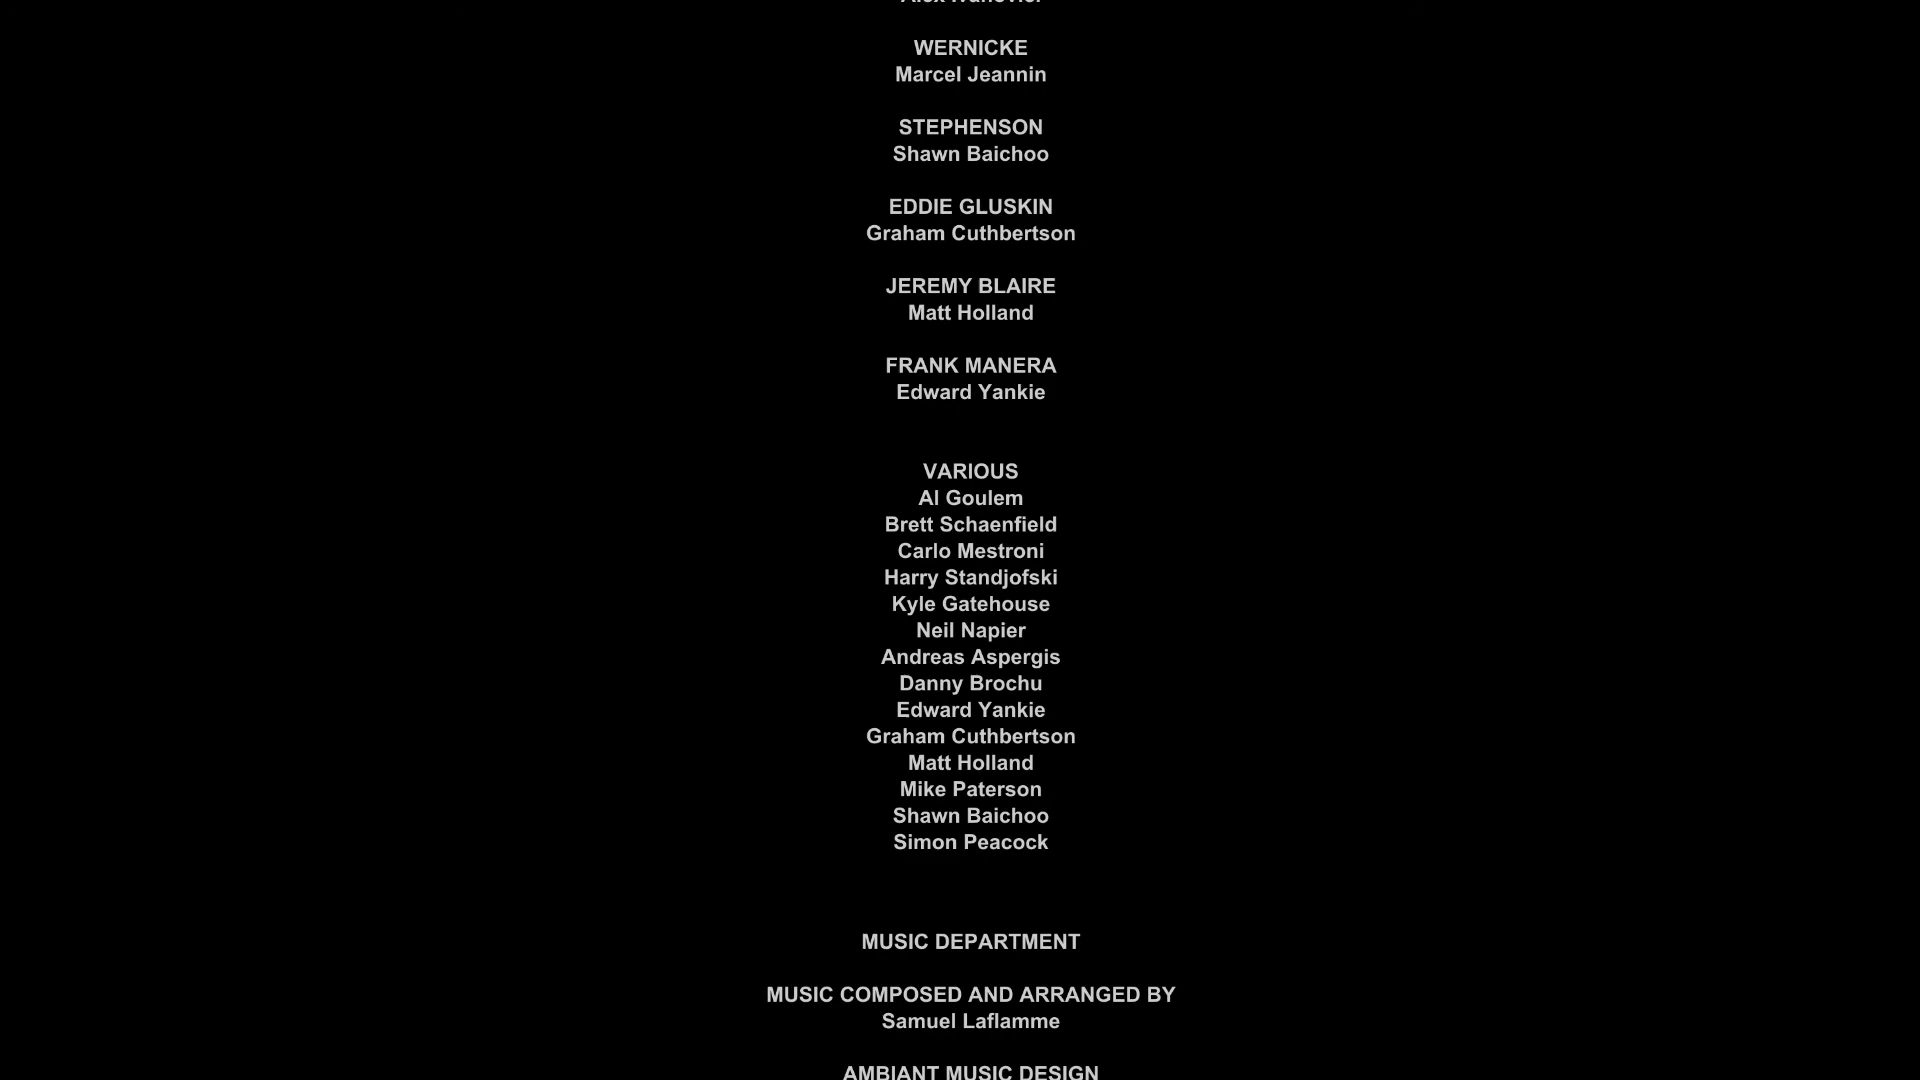 WERNICKE
Marcel Jeannin
STEPHENSON
Shawn Baichoo
EDDIE GLUSKIN
Graham Cuthbertson
JEREMY BLAIRE
Matt Holland
FRANK MANERA
Edward Yankie
VARIOUS
Al Goulem
Brett Schaenfield
Carlo Mestroni
Harry Standjofski
Kyle Gatehouse
Neil Napier
Andreas Aspergis
Danny Brochu
Edward Yankie
Graham Cuthbertson
Matt Holland
Mike Paterson
Shawn Baichoo
Simon Peacock
MUSIC DEPARTMENT
MUSIC COMPOSED AND ARRANGED BY
Samuel Laflamme
AMBIANT MUSIC DESIGN